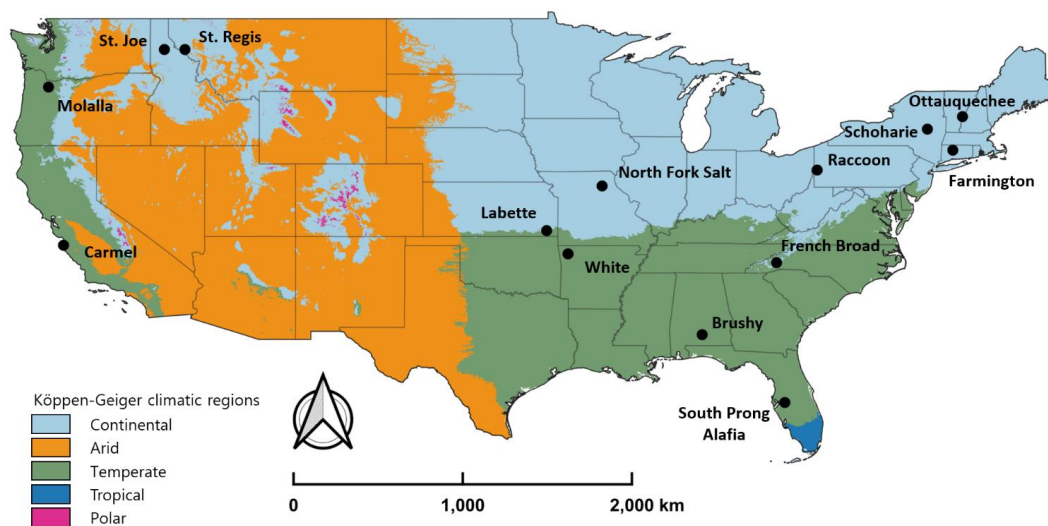 St. Joe
St. Regis
Molalla
Ottauquechee
Schoharie
Raccoon
North Fork Salt
Farmington
Labette
Carmel
French Broad
White
Brushy
South Prong
Alafia
Köppen-Geiger climatic regions
Continental
Arid
Temperate
Tropical
Polar
0
1,000
2,000 km